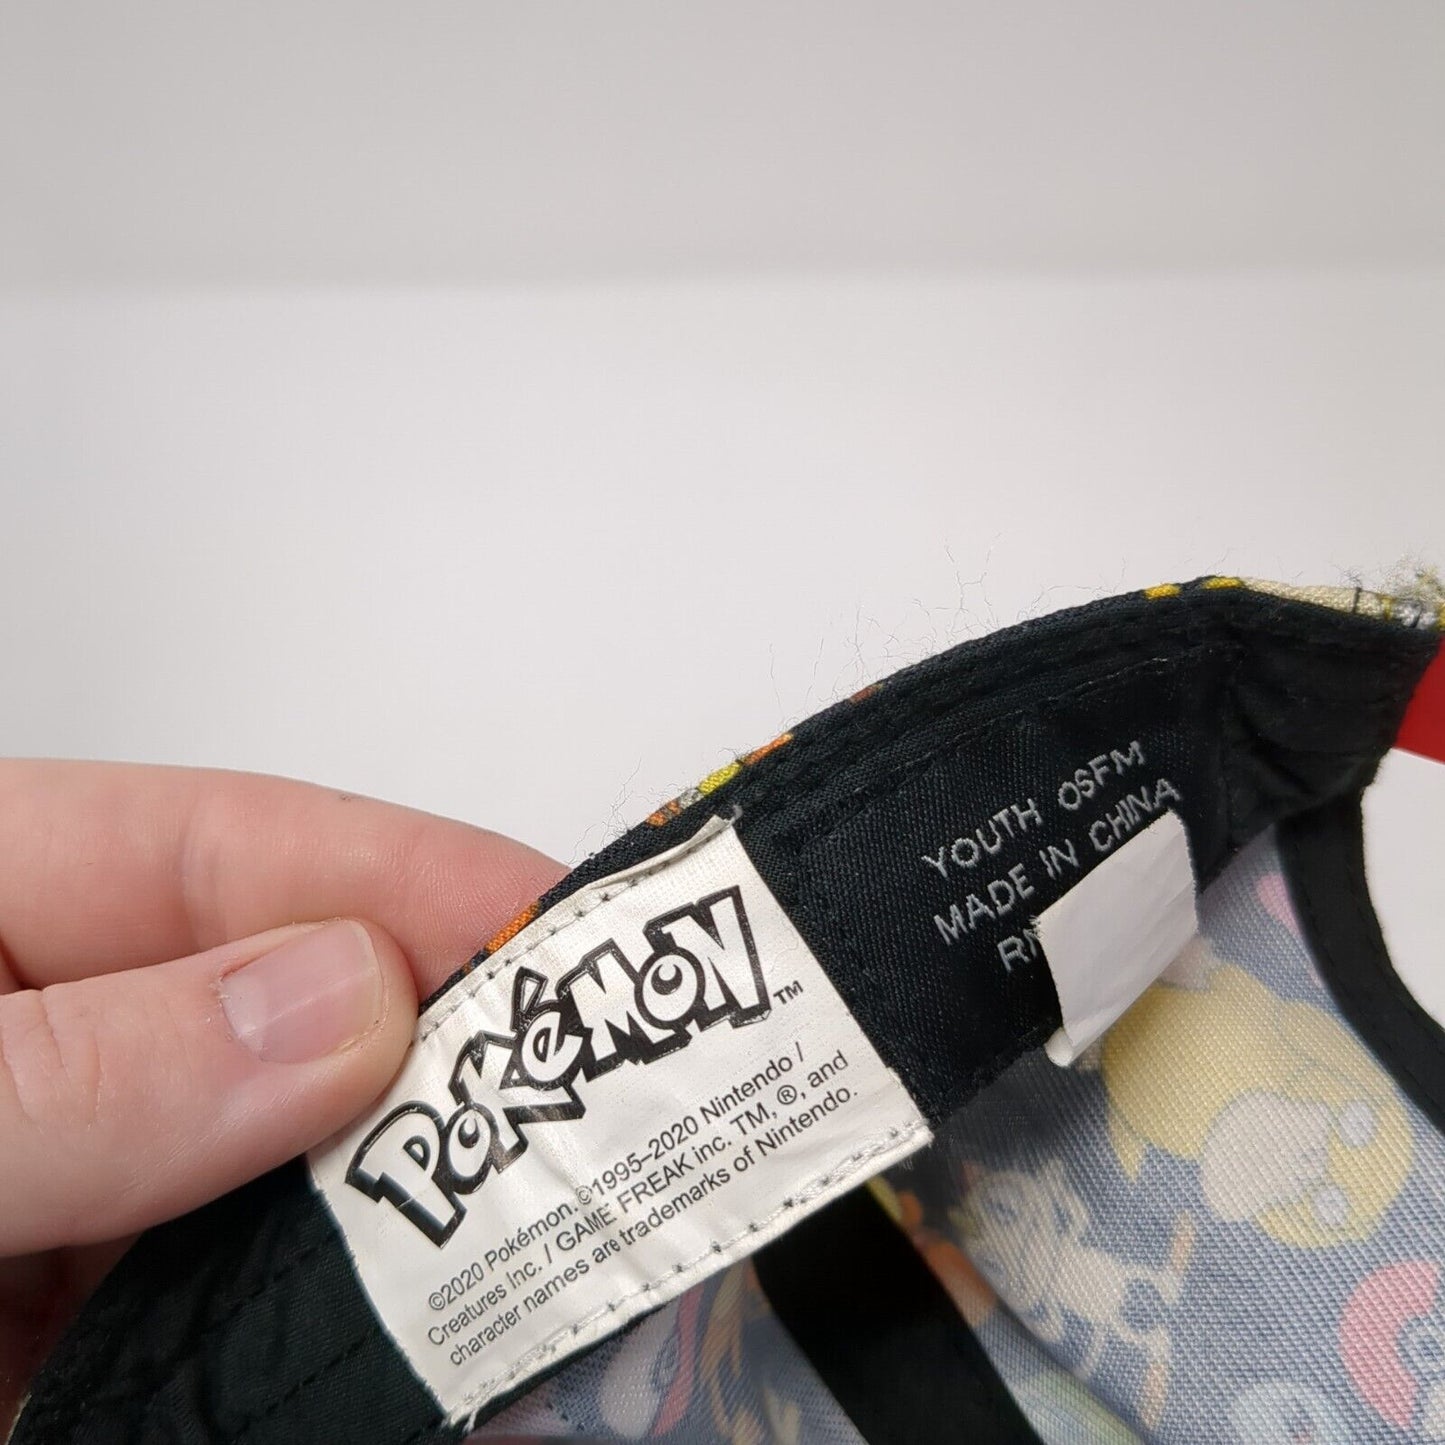 POKéMON™
©2020 Pokémon. ©1995–2020 Nintendo /
Creatures Inc. / GAME FREAK inc. TM, ®, and
character names are trademarks of Nintendo.
YOUTH OSFM
MADE IN CHINA